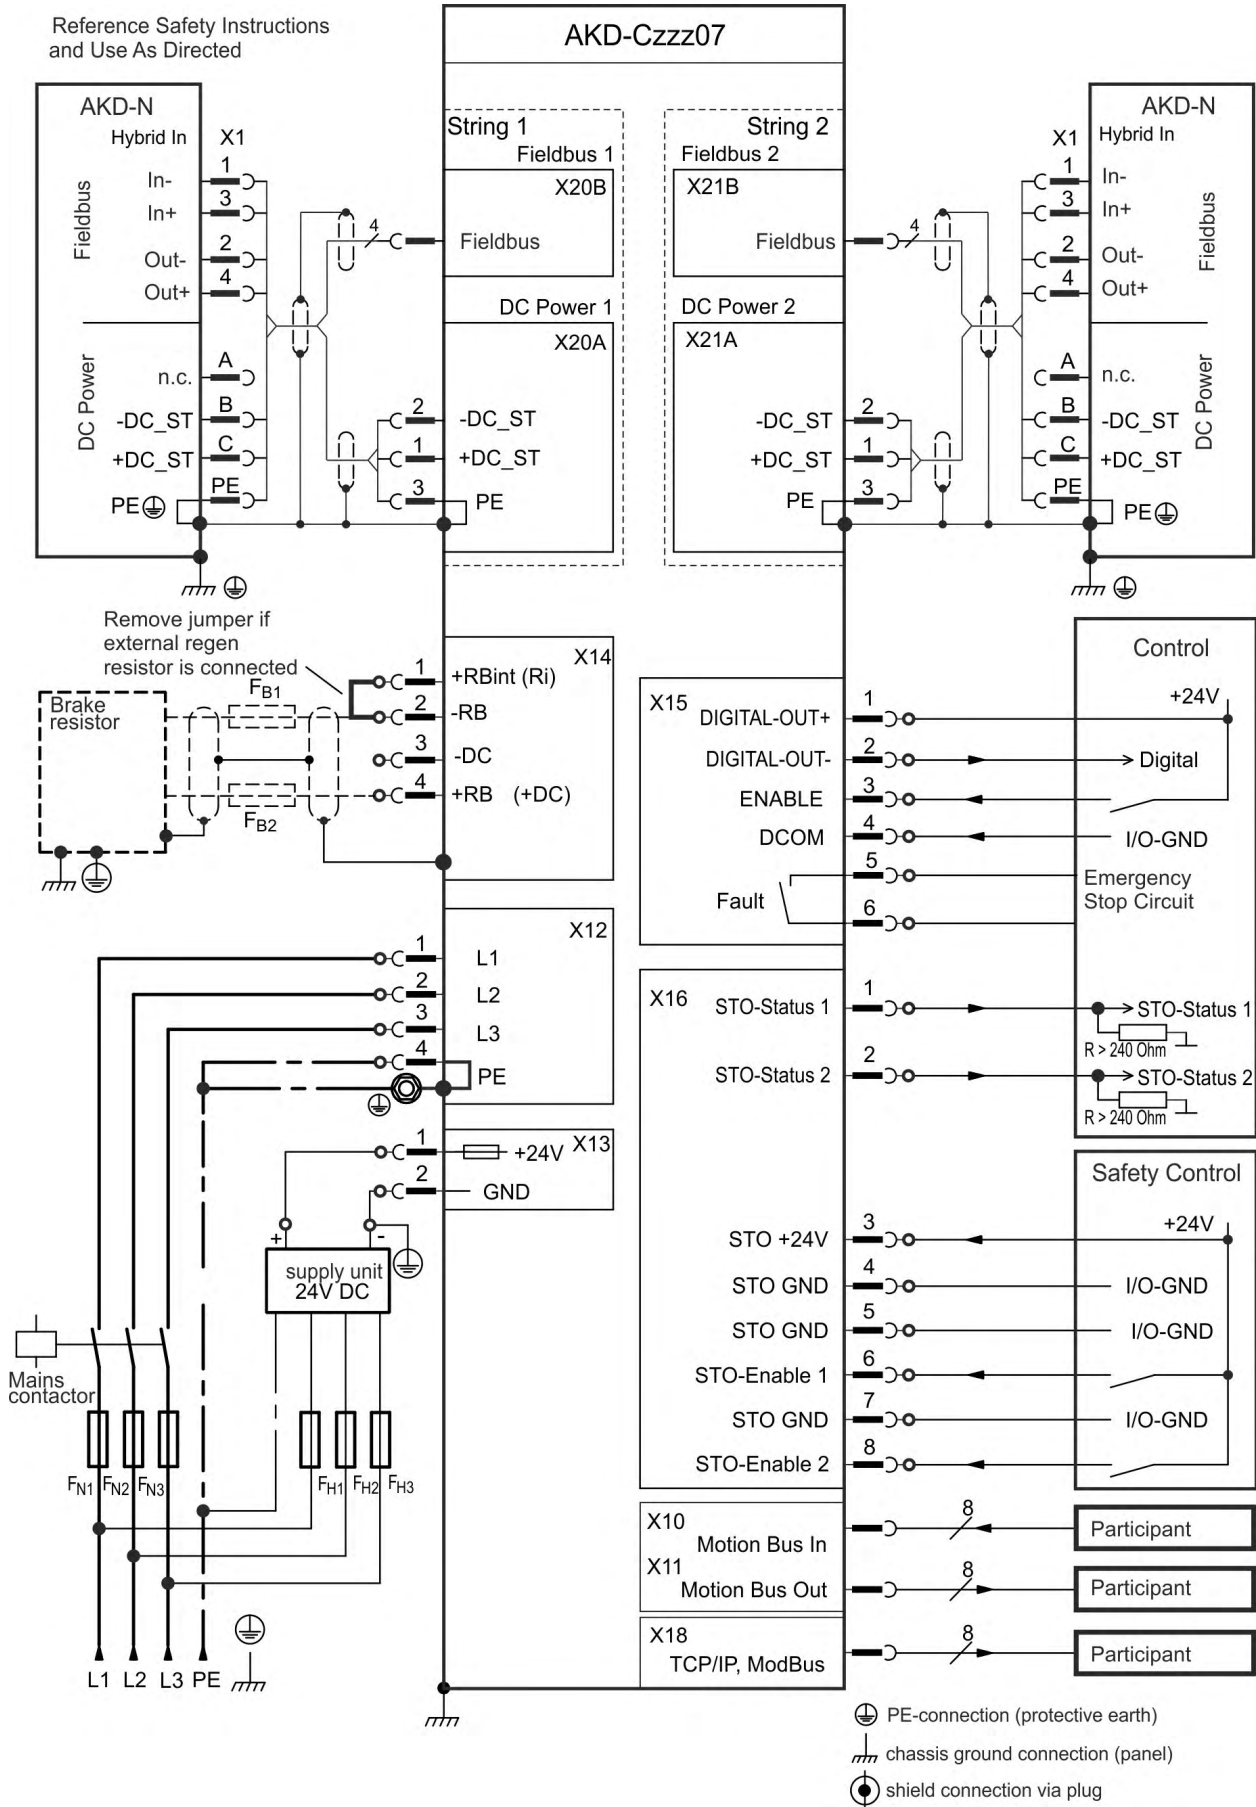 Reference Safety Instructions
and Use As Directed
AKD-Czzz07
AKD-N
Hybrid In
X1
Fieldbus
In-
1
In+
3
Out-
2
Out+
4
DC Power
n.c.
A
-DC_ST
B
+DC_ST
C
PE
PE
String 1
Fieldbus 1
X20B
4
Fieldbus
DC Power 1
X20A
2
-DC_ST
1
+DC_ST
3
PE
String 2
Fieldbus 2
X21B
Fieldbus
4
DC Power 2
X21A
-DC_ST
2
+DC_ST
1
PE
3
AKD-N
X1
Hybrid In
Fieldbus
1
In-
3
In+
2
Out-
4
Out+
DC Power
A
n.c.
B
-DC_ST
C
+DC_ST
PE
PE
Remove jumper if
external regen
resistor is connected
Brake
resistor
FB1
FB2
X14
1
+RBint (Ri)
2
-RB
3
-DC
4
+RB (+DC)
X12
1
L1
2
L2
3
L3
4
PE
X13
1
+24V
2
GND
+
-
supply unit
24V DC
Mains
contactor
FN1
FN2
FN3
FH1
FH2
FH3
L1
L2
L3
PE
X15
DIGITAL-OUT+
1
DIGITAL-OUT-
2
ENABLE
3
DCOM
4
Fault
5
6
Control
+24V
Digital
I/O-GND
Emergency
Stop Circuit
X16
STO-Status 1
1
STO-Status 1
R > 240 Ohm
STO-Status 2
2
STO-Status 2
R > 240 Ohm
Safety Control
STO +24V
3
+24V
STO GND
4
I/O-GND
STO GND
5
I/O-GND
STO-Enable 1
6
STO GND
7
I/O-GND
STO-Enable 2
8
X10
Motion Bus In
8
Participant
X11
Motion Bus Out
8
Participant
X18
TCP/IP, ModBus
8
Participant
PE-connection (protective earth)
chassis ground connection (panel)
shield connection via plug